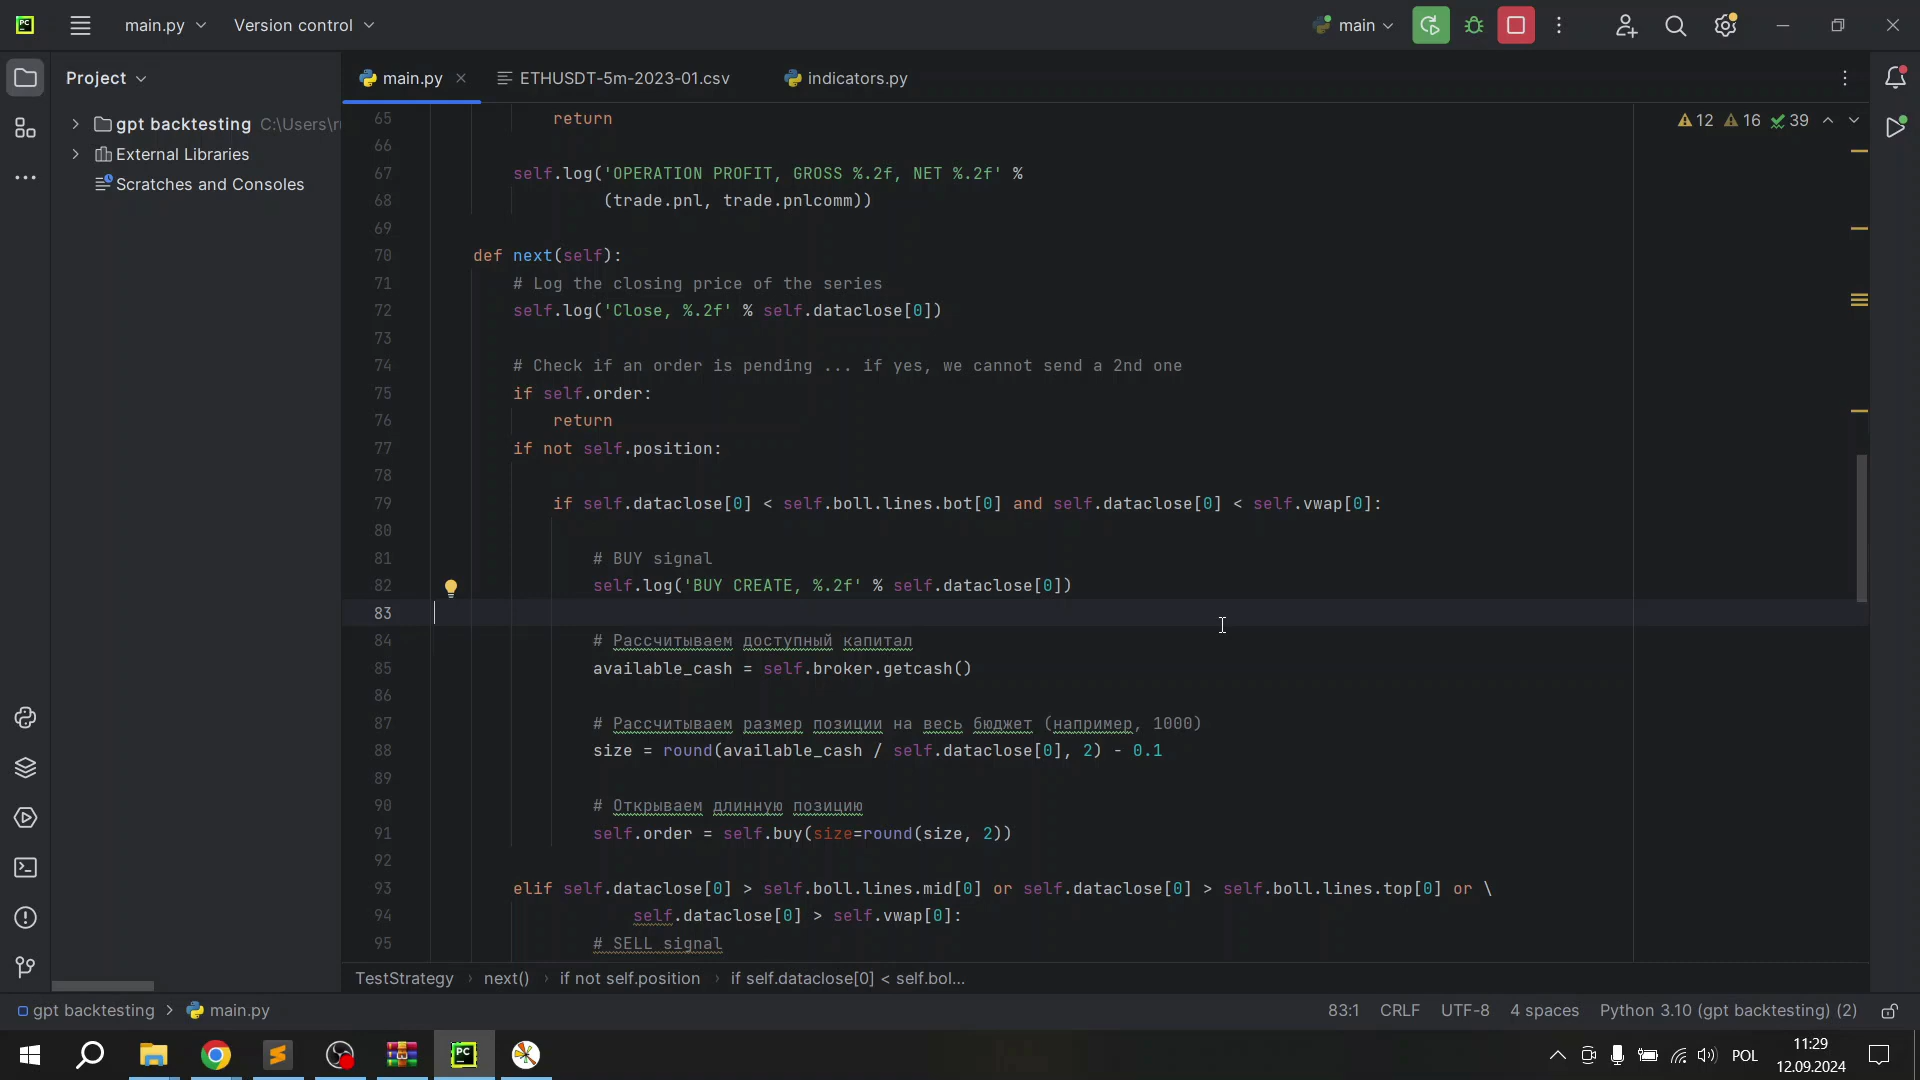 PC
main.py
Version control
main
Project
main.py
ETHUSDT-5m-2023-01.csv
indicators.py
gpt backtesting C:\Users\r
External Libraries
Scratches and Consoles
12 16 39
65 return
66
67 self.log('OPERATION PROFIT, GROSS %.2f, NET %.2f' %
68 (trade.pnl, trade.pnlcomm))
69
70 def next(self):
71 # Log the closing price of the series
72 self.log('Close, %.2f' % self.dataclose[0])
73
74 # Check if an order is pending ... if yes, we cannot send a 2nd one
75 if self.order:
76 return
77 if not self.position:
78
79 if self.dataclose[0] < self.boll.lines.bot[0] and self.dataclose[0] < self.vwap[0]:
80
81 # BUY signal
82 self.log('BUY CREATE, %.2f' % self.dataclose[0])
83
84 # Рассчитываем доступный капитал
85 available_cash = self.broker.getcash()
86
87 # Рассчитываем размер позиции на весь бюджет (например, 1000)
88 size = round(available_cash / self.dataclose[0], 2) - 0.1
89
90 # Открываем длинную позицию
91 self.order = self.buy(size=round(size, 2))
92
93 elif self.dataclose[0] > self.boll.lines.mid[0] or self.dataclose[0] > self.boll.lines.top[0] or \
94 self.dataclose[0] > self.vwap[0]:
95 # SELL signal
TestStrategy › next() › if not self.position › if self.dataclose[0] < self.bol...
gpt backtesting › main.py
83:1 CRLF UTF-8 4 spaces Python 3.10 (gpt backtesting) (2)
PC
POL
11:29
12.09.2024